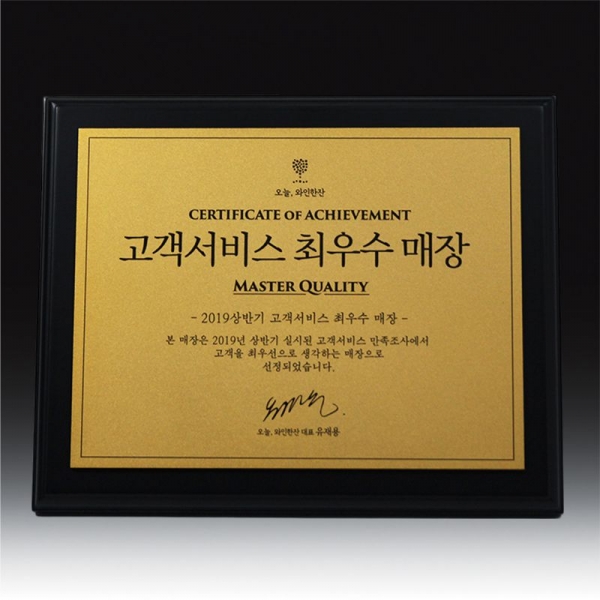 오늘, 와인한잔
CERTIFICATE OF ACHIEVEMENT
고객서비스 최우수 매장
MASTER QUALITY
- 2019상반기 고객서비스 최우수 매장 -
본 매장은 2019년 상반기 실시된 고객서비스 만족조사에서
고객을 최우선으로 생각하는 매장으로
선정되었습니다.
오늘, 와인한잔 대표 유재용